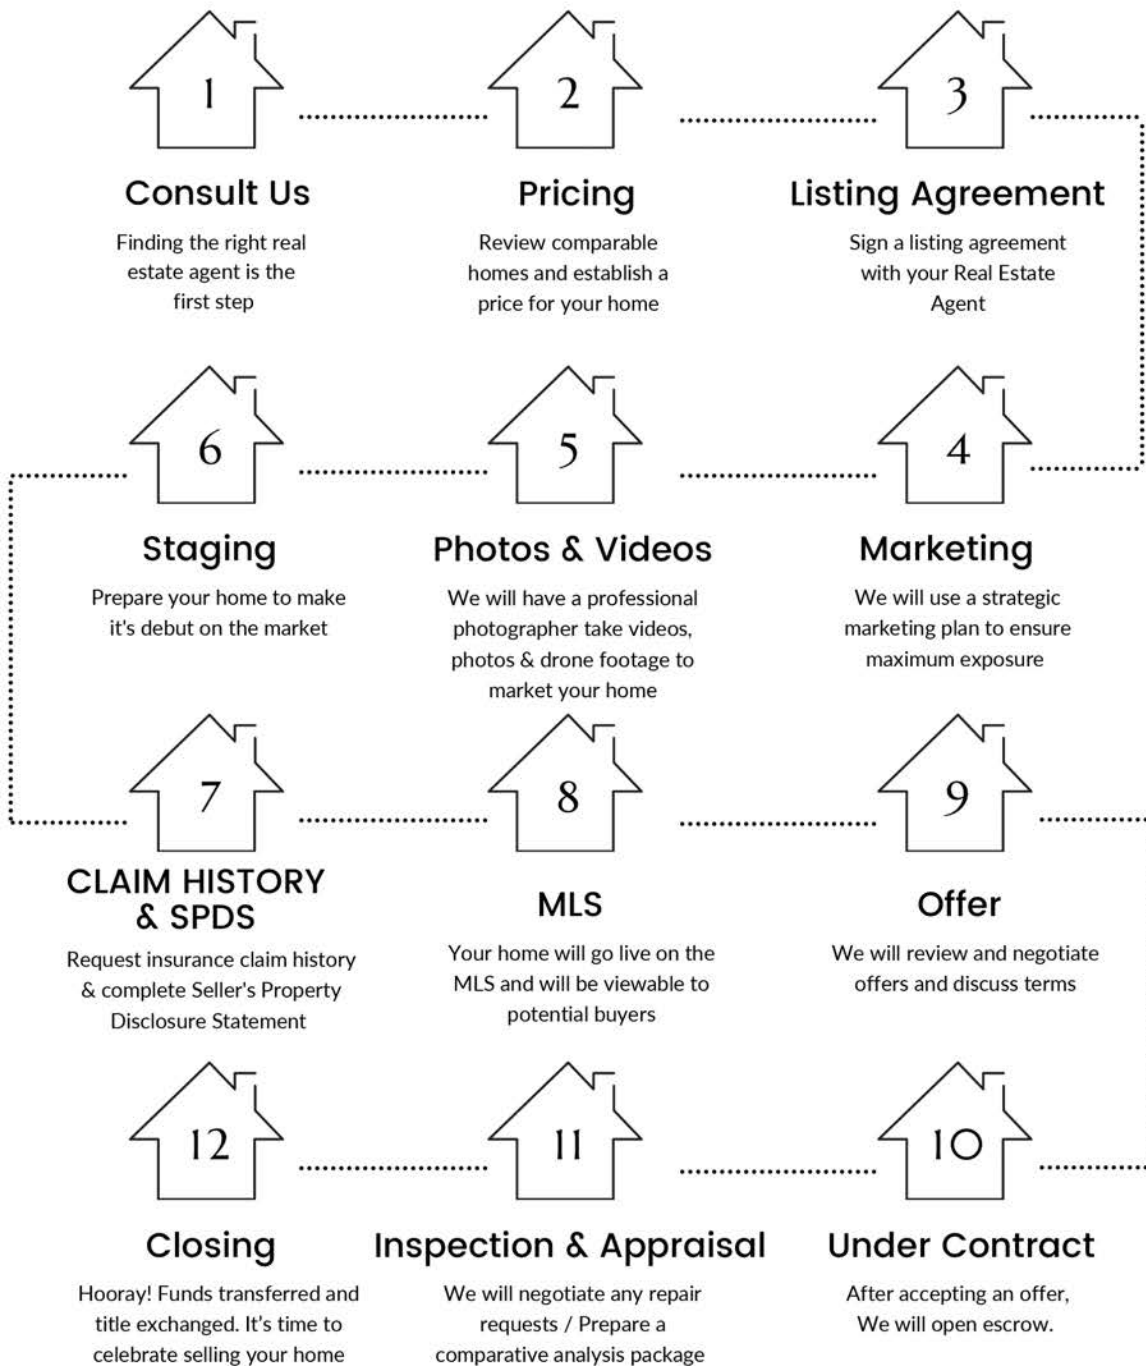 1
Consult Us
Finding the right real
estate agent is the
first step
2
Pricing
Review comparable
homes and establish a
price for your home
3
Listing Agreement
Sign a listing agreement
with your Real Estate
Agent
4
Marketing
We will use a strategic
marketing plan to ensure
maximum exposure
5
Photos & Videos
We will have a professional
photographer take videos,
photos & drone footage to
market your home
6
Staging
Prepare your home to make
it's debut on the market
7
CLAIM HISTORY
& SPDS
Request insurance claim history
& complete Seller's Property
Disclosure Statement
8
MLS
Your home will go live on the
MLS and will be viewable to
potential buyers
9
Offer
We will review and negotiate
offers and discuss terms
10
Under Contract
After accepting an offer,
We will open escrow.
11
Inspection & Appraisal
We will negotiate any repair
requests / Prepare a
comparative analysis package
12
Closing
Hooray! Funds transferred and
title exchanged. It's time to
celebrate selling your home